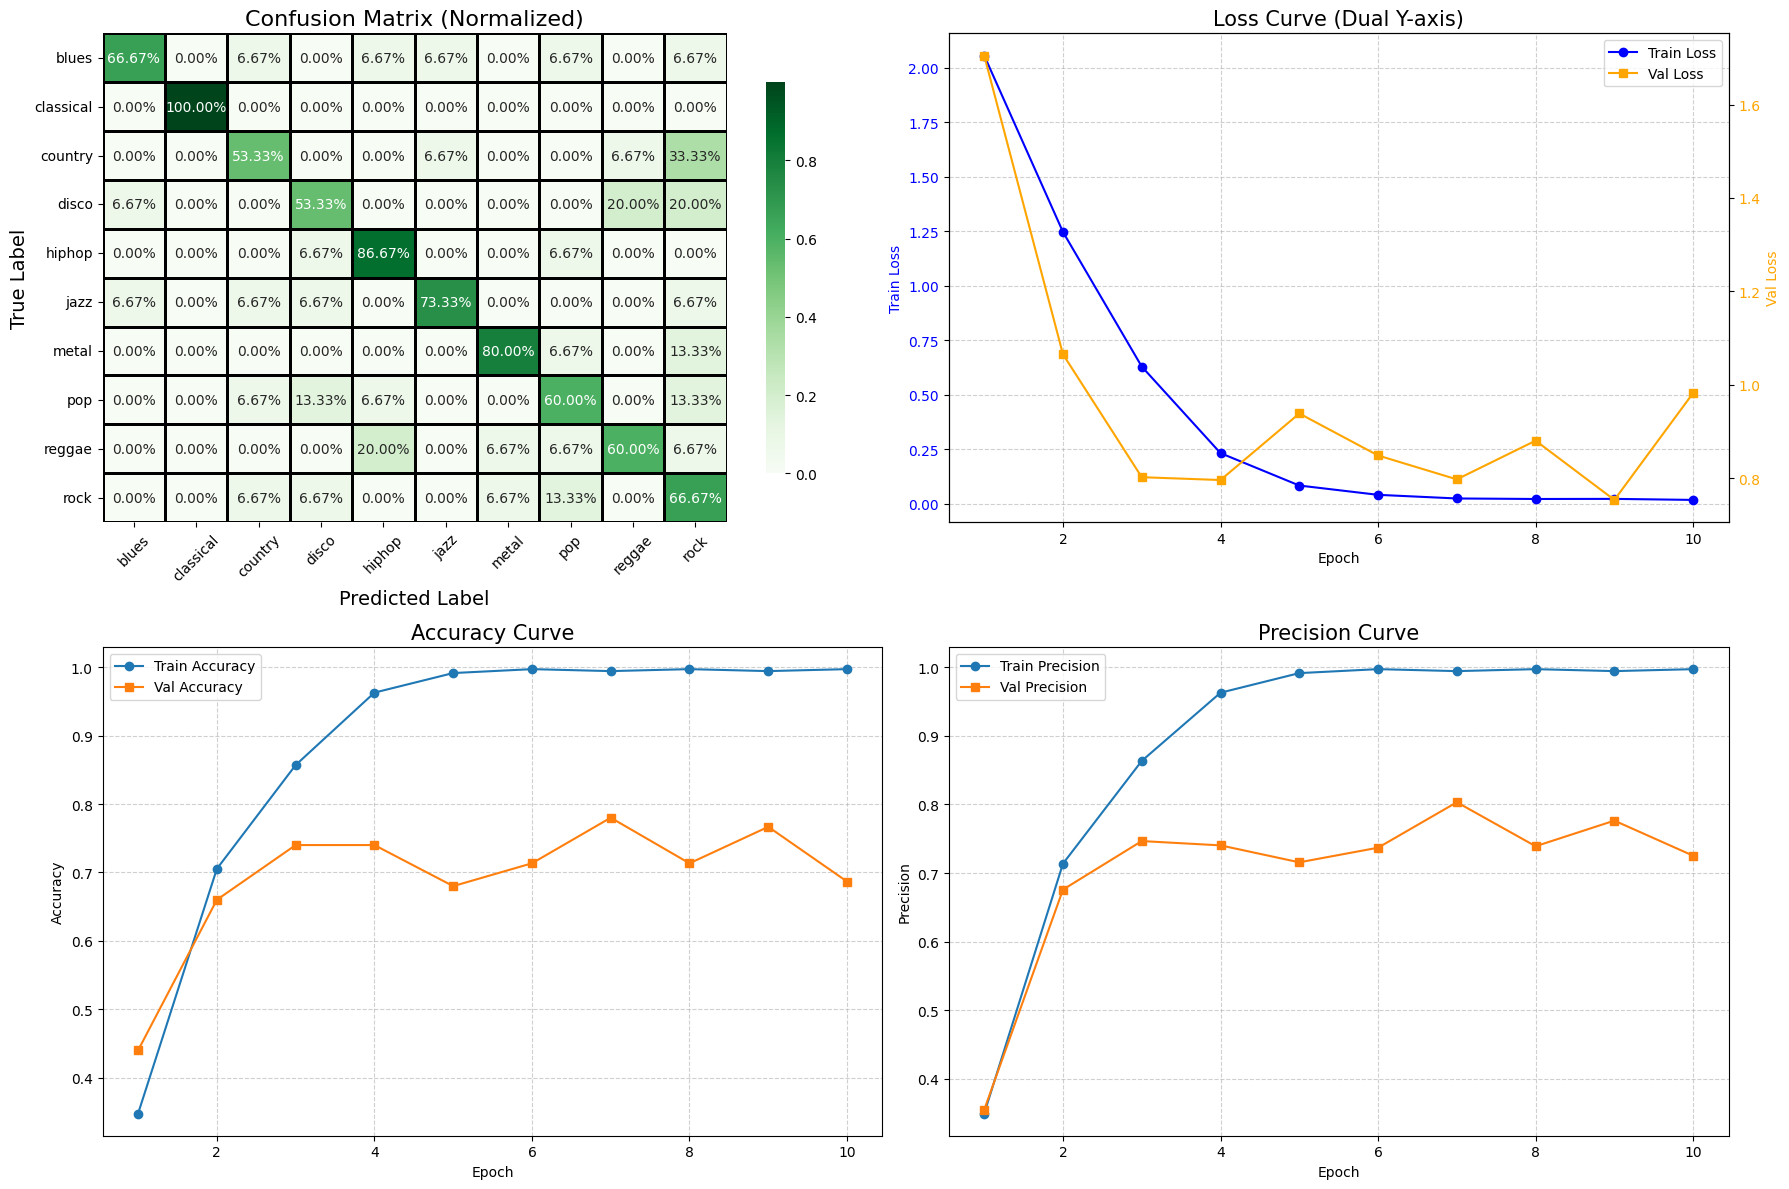 Confusion Matrix (Normalized)
True Label
blues 66.67% 0.00% 6.67% 0.00% 6.67% 6.67% 0.00% 6.67% 0.00% 6.67%
classical 0.00% 100.00% 0.00% 0.00% 0.00% 0.00% 0.00% 0.00% 0.00% 0.00%
country 0.00% 0.00% 53.33% 0.00% 0.00% 6.67% 0.00% 0.00% 6.67% 33.33%
disco 6.67% 0.00% 0.00% 53.33% 0.00% 0.00% 0.00% 0.00% 20.00% 20.00%
hiphop 0.00% 0.00% 0.00% 6.67% 86.67% 0.00% 0.00% 6.67% 0.00% 0.00%
jazz 6.67% 0.00% 6.67% 6.67% 0.00% 73.33% 0.00% 0.00% 0.00% 6.67%
metal 0.00% 0.00% 0.00% 0.00% 0.00% 0.00% 80.00% 6.67% 0.00% 13.33%
pop 0.00% 0.00% 6.67% 13.33% 6.67% 0.00% 0.00% 60.00% 0.00% 13.33%
reggae 0.00% 0.00% 0.00% 0.00% 20.00% 0.00% 6.67% 6.67% 60.00% 6.67%
rock 0.00% 0.00% 6.67% 6.67% 0.00% 0.00% 6.67% 13.33% 0.00% 66.67%
blues classical country disco hiphop jazz metal pop reggae rock
Predicted Label
0.8
0.6
0.4
0.2
0.0
Loss Curve (Dual Y-axis)
Train Loss
Val Loss
Train Loss
2.00
1.75
1.50
1.25
1.00
0.75
0.50
0.25
0.00
1.6
1.4
1.2
1.0
0.8
Val Loss
2 4 6 8 10
Epoch
Accuracy Curve
Train Accuracy
Val Accuracy
Accuracy
1.0
0.9
0.8
0.7
0.6
0.5
0.4
2 4 6 8 10
Epoch
Precision Curve
Train Precision
Val Precision
Precision
1.0
0.9
0.8
0.7
0.6
0.5
0.4
2 4 6 8 10
Epoch